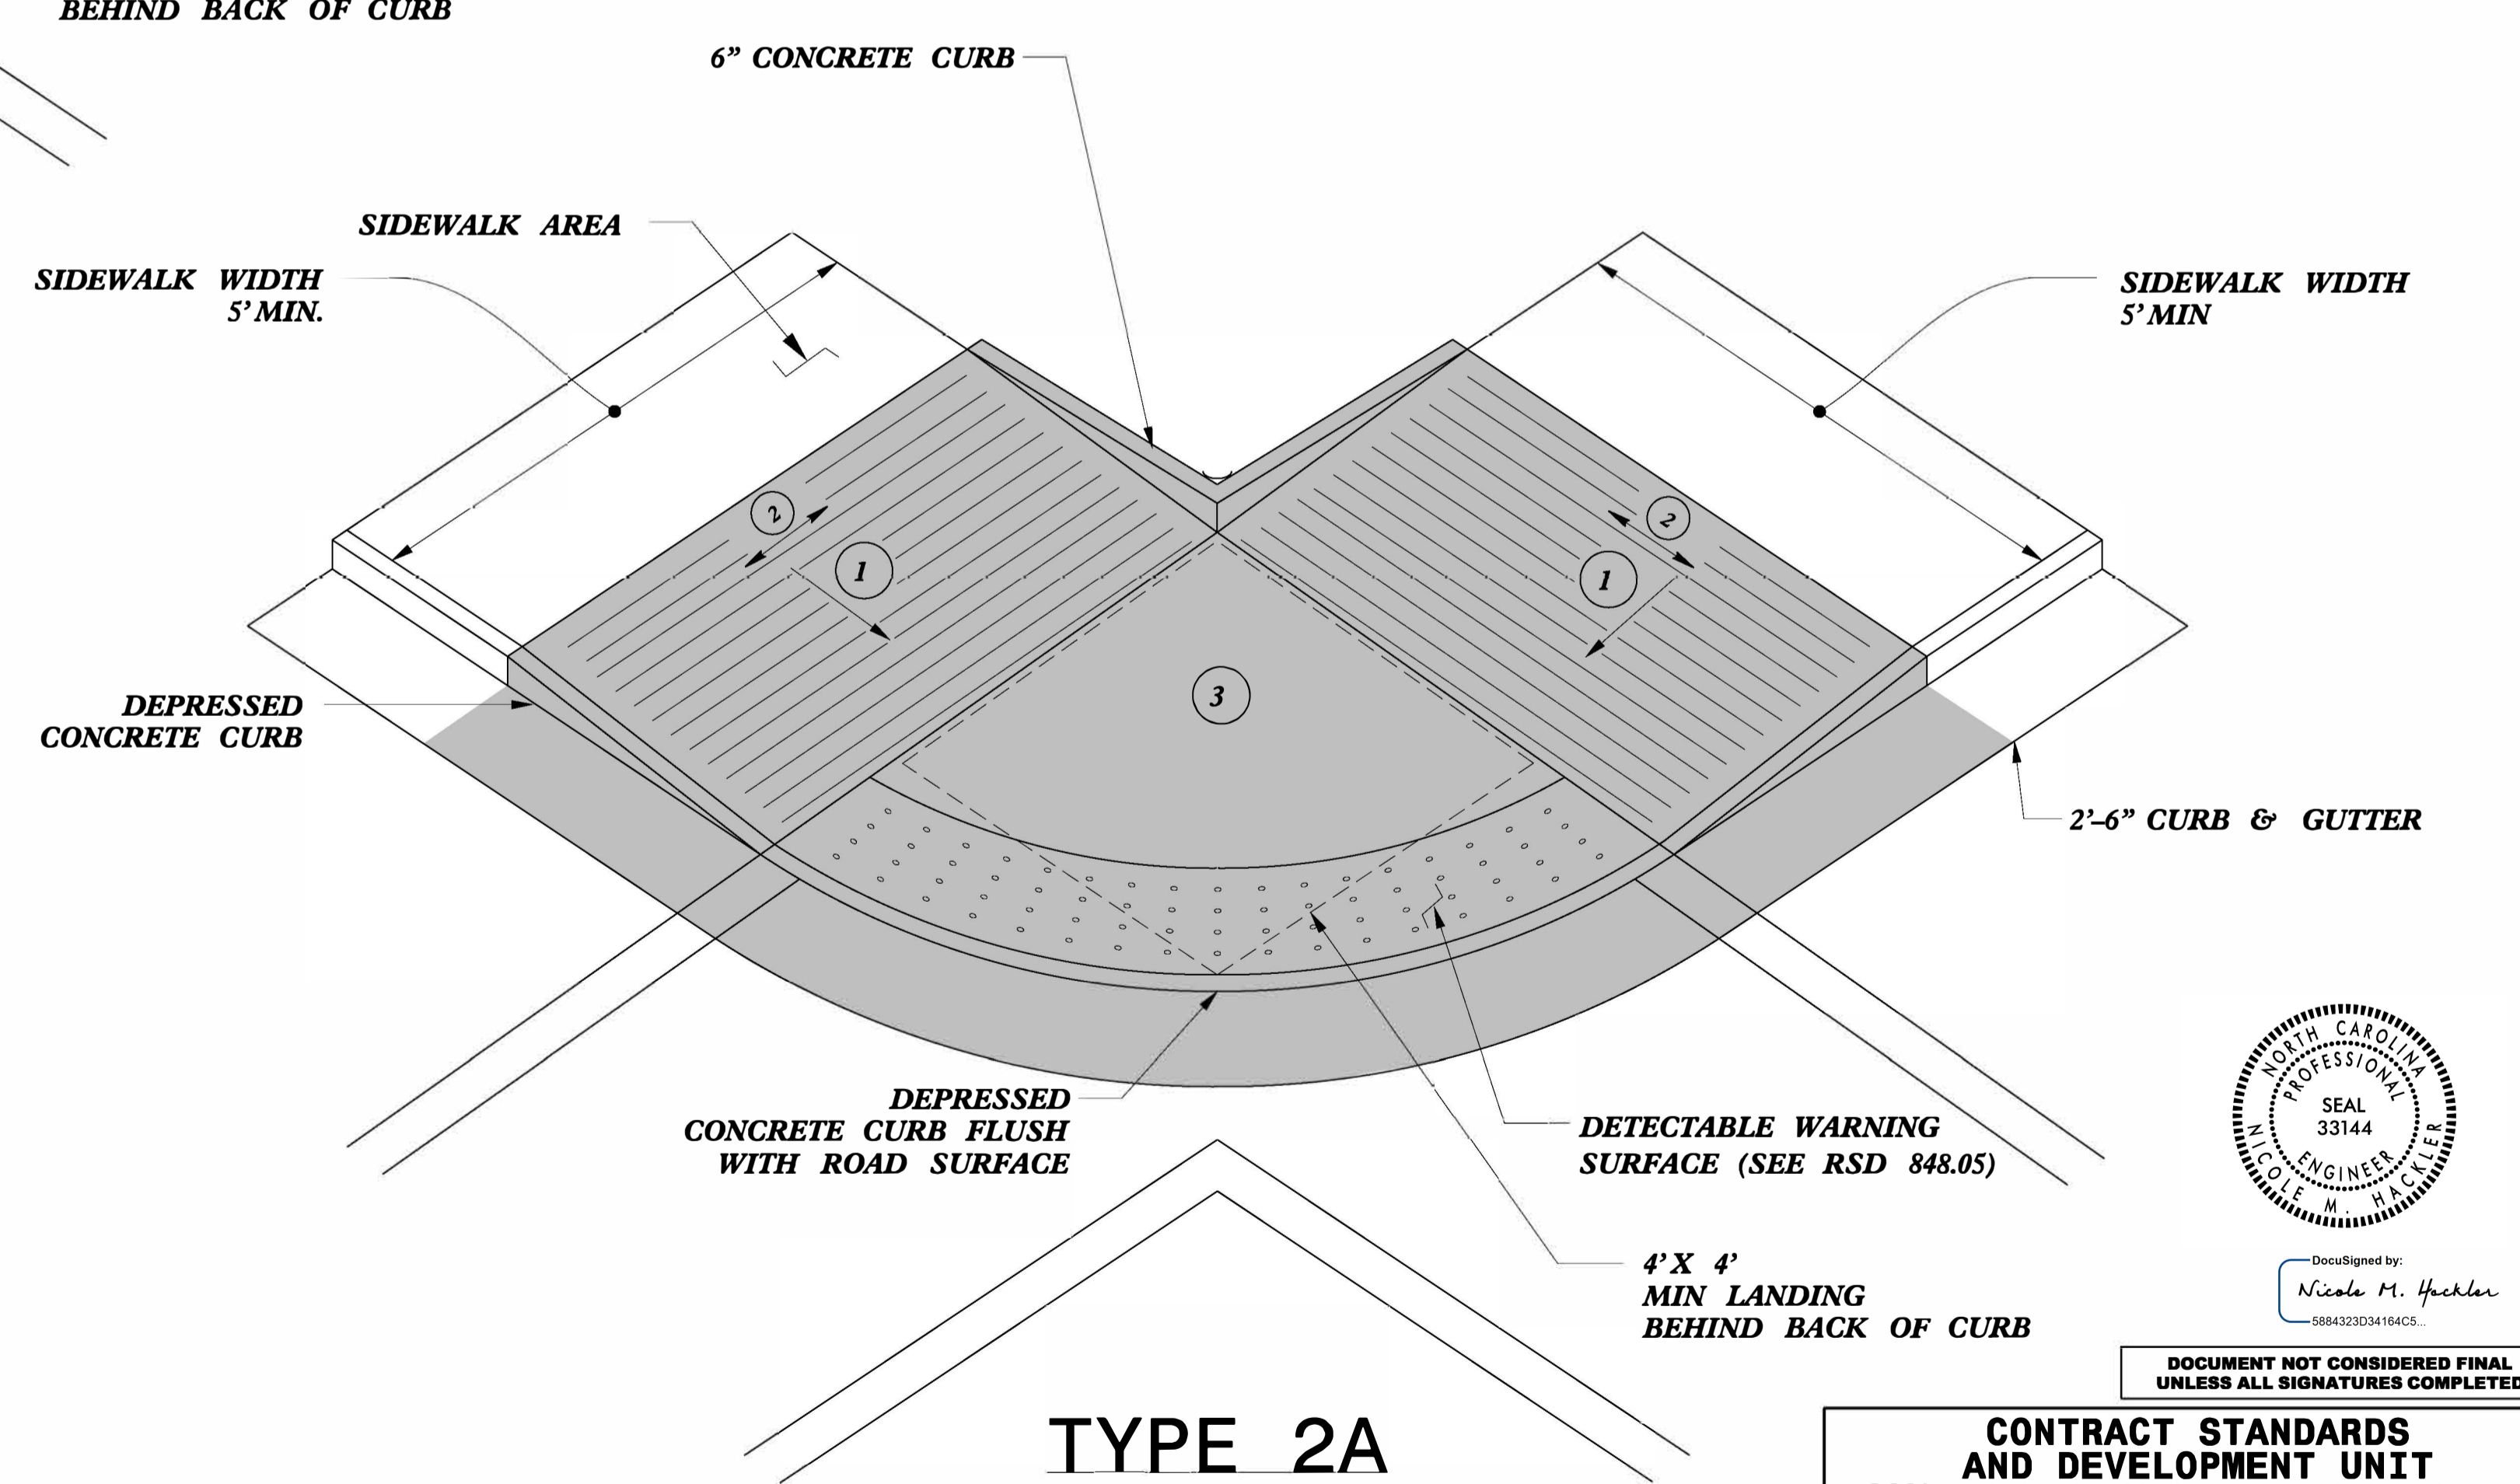 BEHIND BACK OF CURB
6” CONCRETE CURB
SIDEWALK AREA
SIDEWALK WIDTH
5’ MIN.
SIDEWALK WIDTH
5’ MIN
2
1
2
1
3
DEPRESSED
CONCRETE CURB
2’–6” CURB & GUTTER
DEPRESSED
CONCRETE CURB FLUSH
WITH ROAD SURFACE
DETECTABLE WARNING
SURFACE (SEE RSD 848.05)
4’ X 4’
MIN LANDING
BEHIND BACK OF CURB
NORTH CAROLINA
PROFESSIONAL
SEAL
33144
ENGINEER
NICOLE M. HACKLER
DocuSigned by:
Nicole M. Hackler
5884323D34164C5...
DOCUMENT NOT CONSIDERED FINAL
UNLESS ALL SIGNATURES COMPLETED
TYPE 2A
CONTRACT STANDARDS
AND DEVELOPMENT UNIT